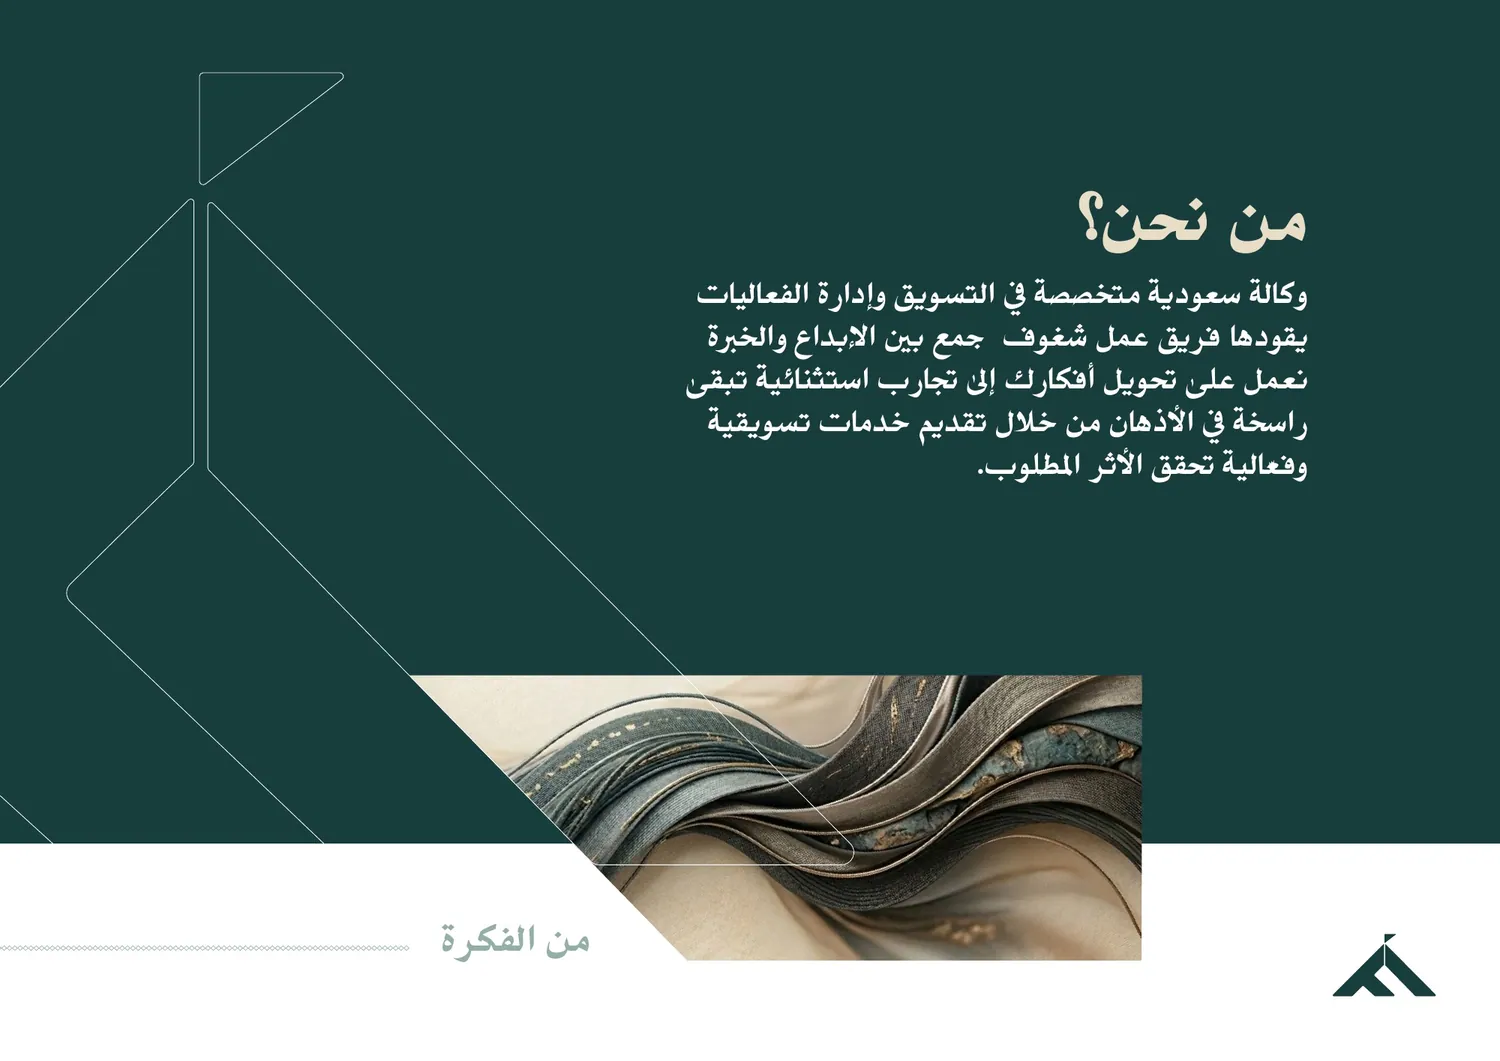 من نحن؟
وكالة سعودية متخصصة في التسويق وإدارة الفعاليات
يقودها فريق عمل شغوف جمع بين الإبداع والخبرة
نعمل على تحويل أفكارك إلى تجارب استثنائية تبقى
راسخة في الأذهان من خلال تقديم خدمات تسويقية
وفعالية تحقق الأثر المطلوب.
من الفكرة